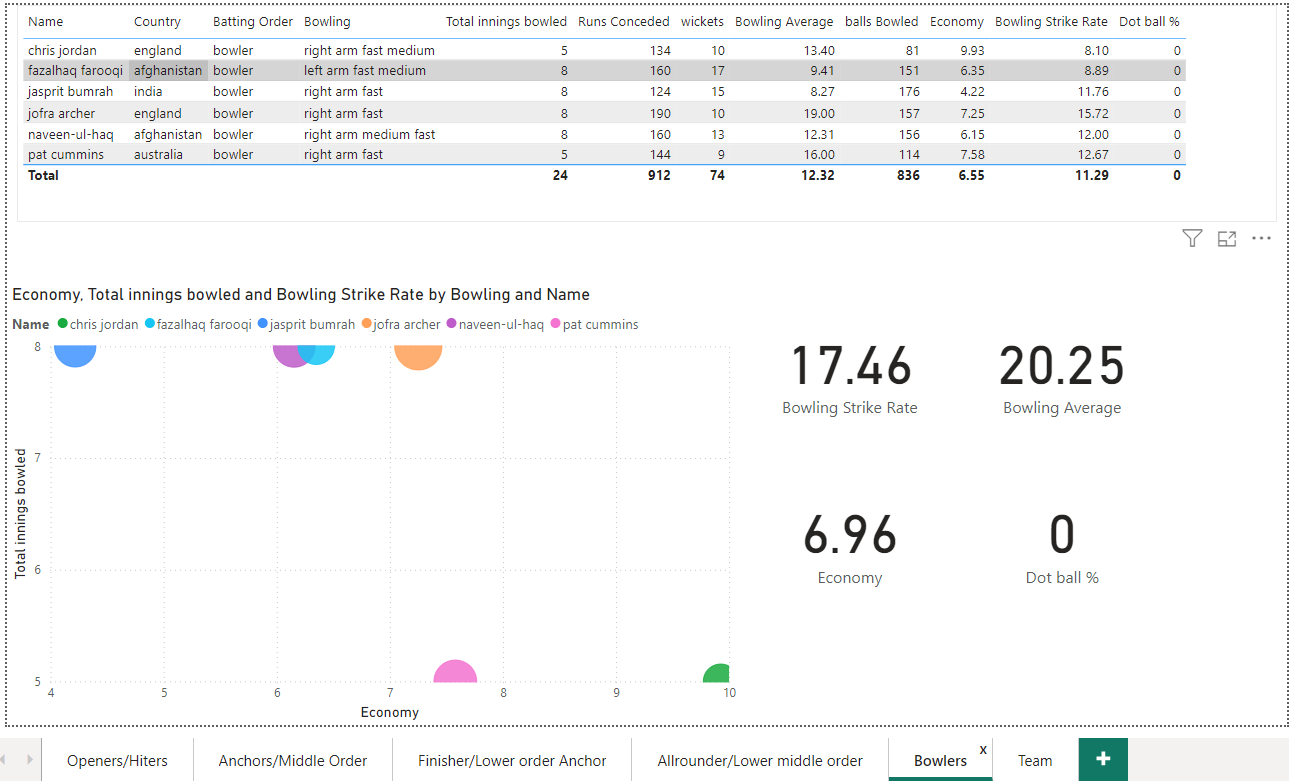 Name Country Batting Order Bowling Total innings bowled Runs Conceded wickets Bowling Average balls Bowled Economy Bowling Strike Rate Dot ball %
chris jordan england bowler right arm fast medium 5 134 10 13.40 81 9.93 8.10 0
fazalhaq farooqi afghanistan bowler left arm fast medium 8 160 17 9.41 151 6.35 8.89 0
jasprit bumrah india bowler right arm fast 8 124 15 8.27 176 4.22 11.76 0
jofra archer england bowler right arm fast 8 190 10 19.00 157 7.25 15.72 0
naveen-ul-haq afghanistan bowler right arm medium fast 8 160 13 12.31 156 6.15 12.00 0
pat cummins australia bowler right arm fast 5 144 9 16.00 114 7.58 12.67 0
Total 24 912 74 12.32 836 6.55 11.29 0
Economy, Total innings bowled and Bowling Strike Rate by Bowling and Name
Name chris jordan fazalhaq farooqi jasprit bumrah jofra archer naveen-ul-haq pat cummins
8
7
6
5
Total innings bowled
4 5 6 7 8 9 10
Economy
17.46
Bowling Strike Rate
20.25
Bowling Average
6.96
Economy
0
Dot ball %
Openers/Hiters Anchors/Middle Order Finisher/Lower order Anchor Allrounder/Lower middle order Bowlers x Team +